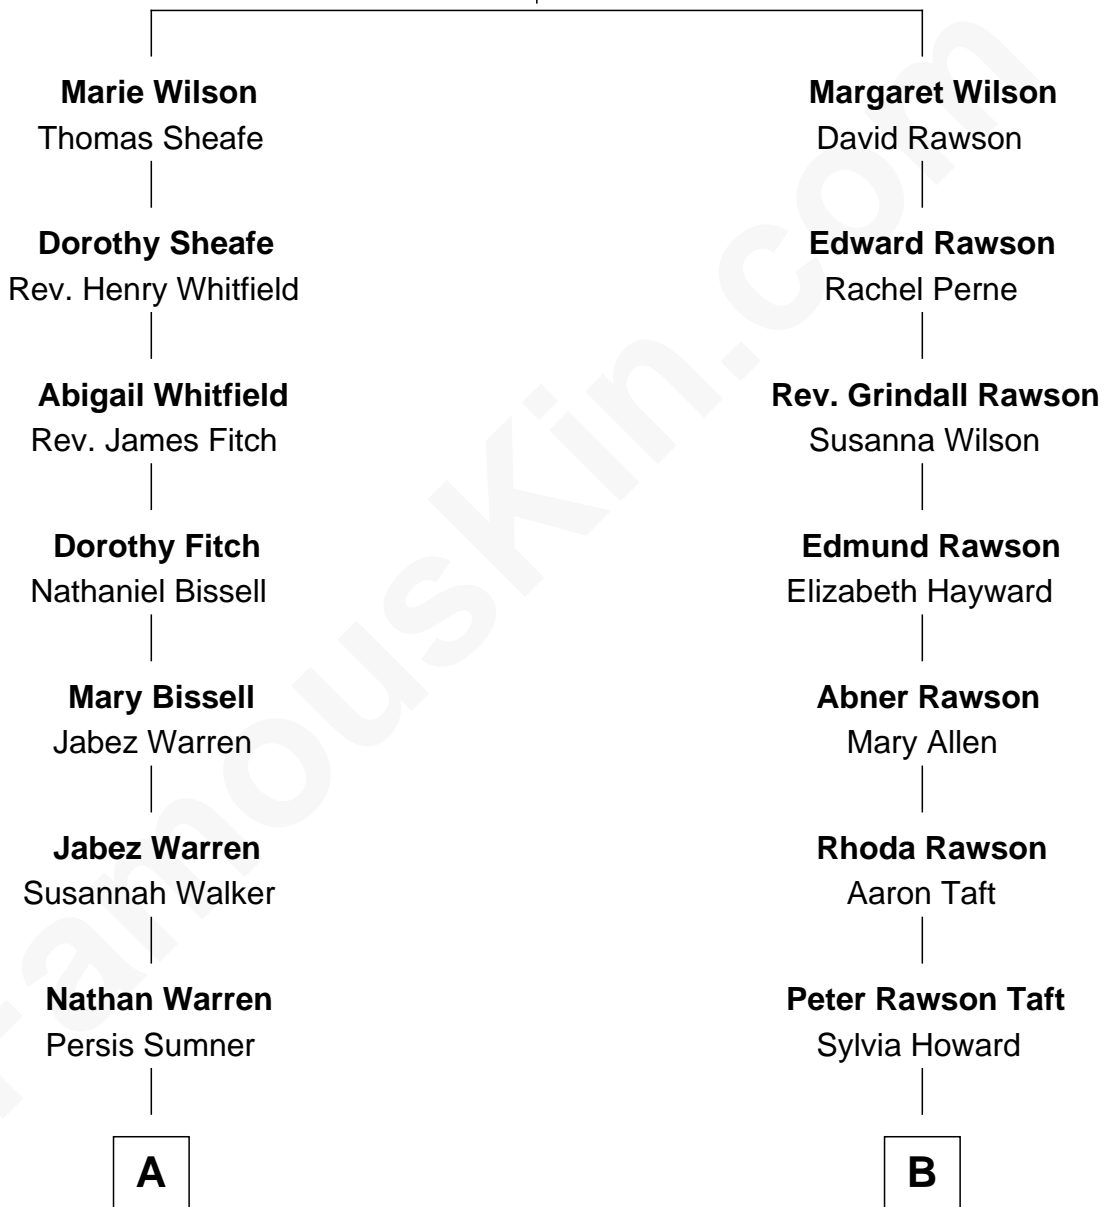 Marie Wilson
Thomas Sheafe
Dorothy Sheafe
Rev. Henry Whitfield
Abigail Whitfield
Rev. James Fitch
Dorothy Fitch
Nathaniel Bissell
Mary Bissell
Jabez Warren
Jabez Warren
Susannah Walker
Nathan Warren
Persis Sumner
A
Margaret Wilson
David Rawson
Edward Rawson
Rachel Perne
Rev. Grindall Rawson
Susanna Wilson
Edmund Rawson
Elizabeth Hayward
Abner Rawson
Mary Allen
Rhoda Rawson
Aaron Taft
Peter Rawson Taft
Sylvia Howard
B
FamousKin.com